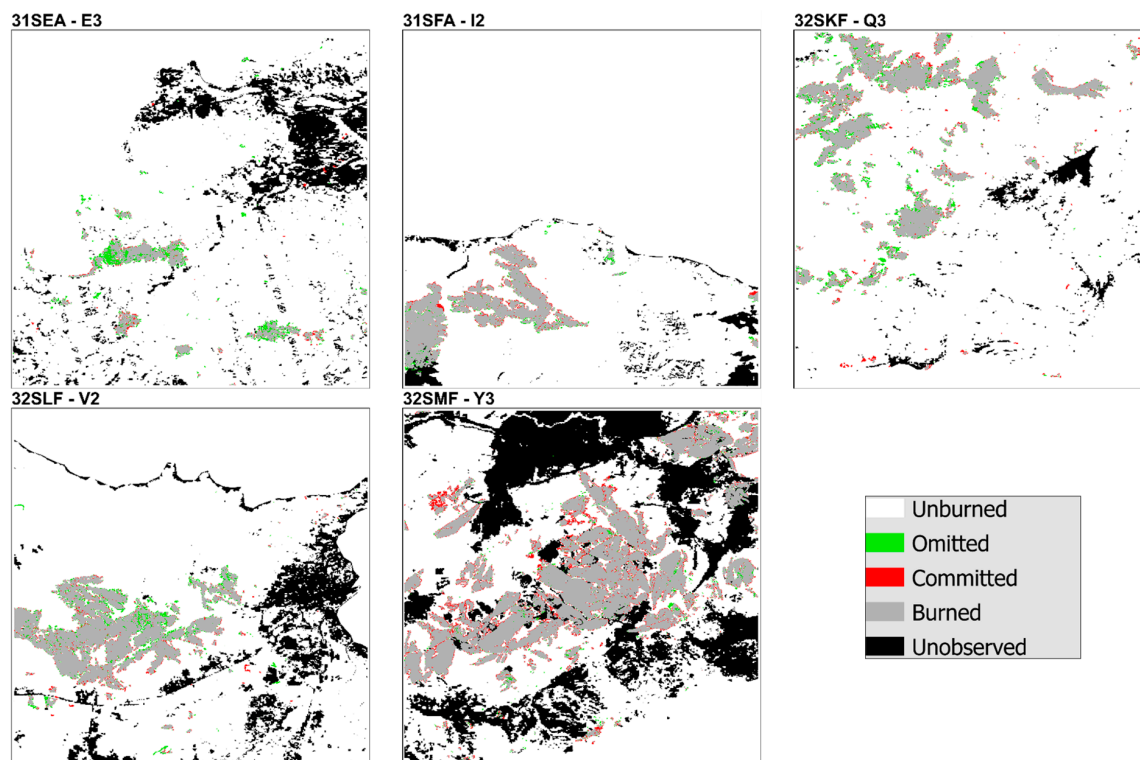 31SEA - E3
31SFA - I2
32SKF - Q3
32SLF - V2
32SMF - Y3
Unburned
Omitted
Committed
Burned
Unobserved